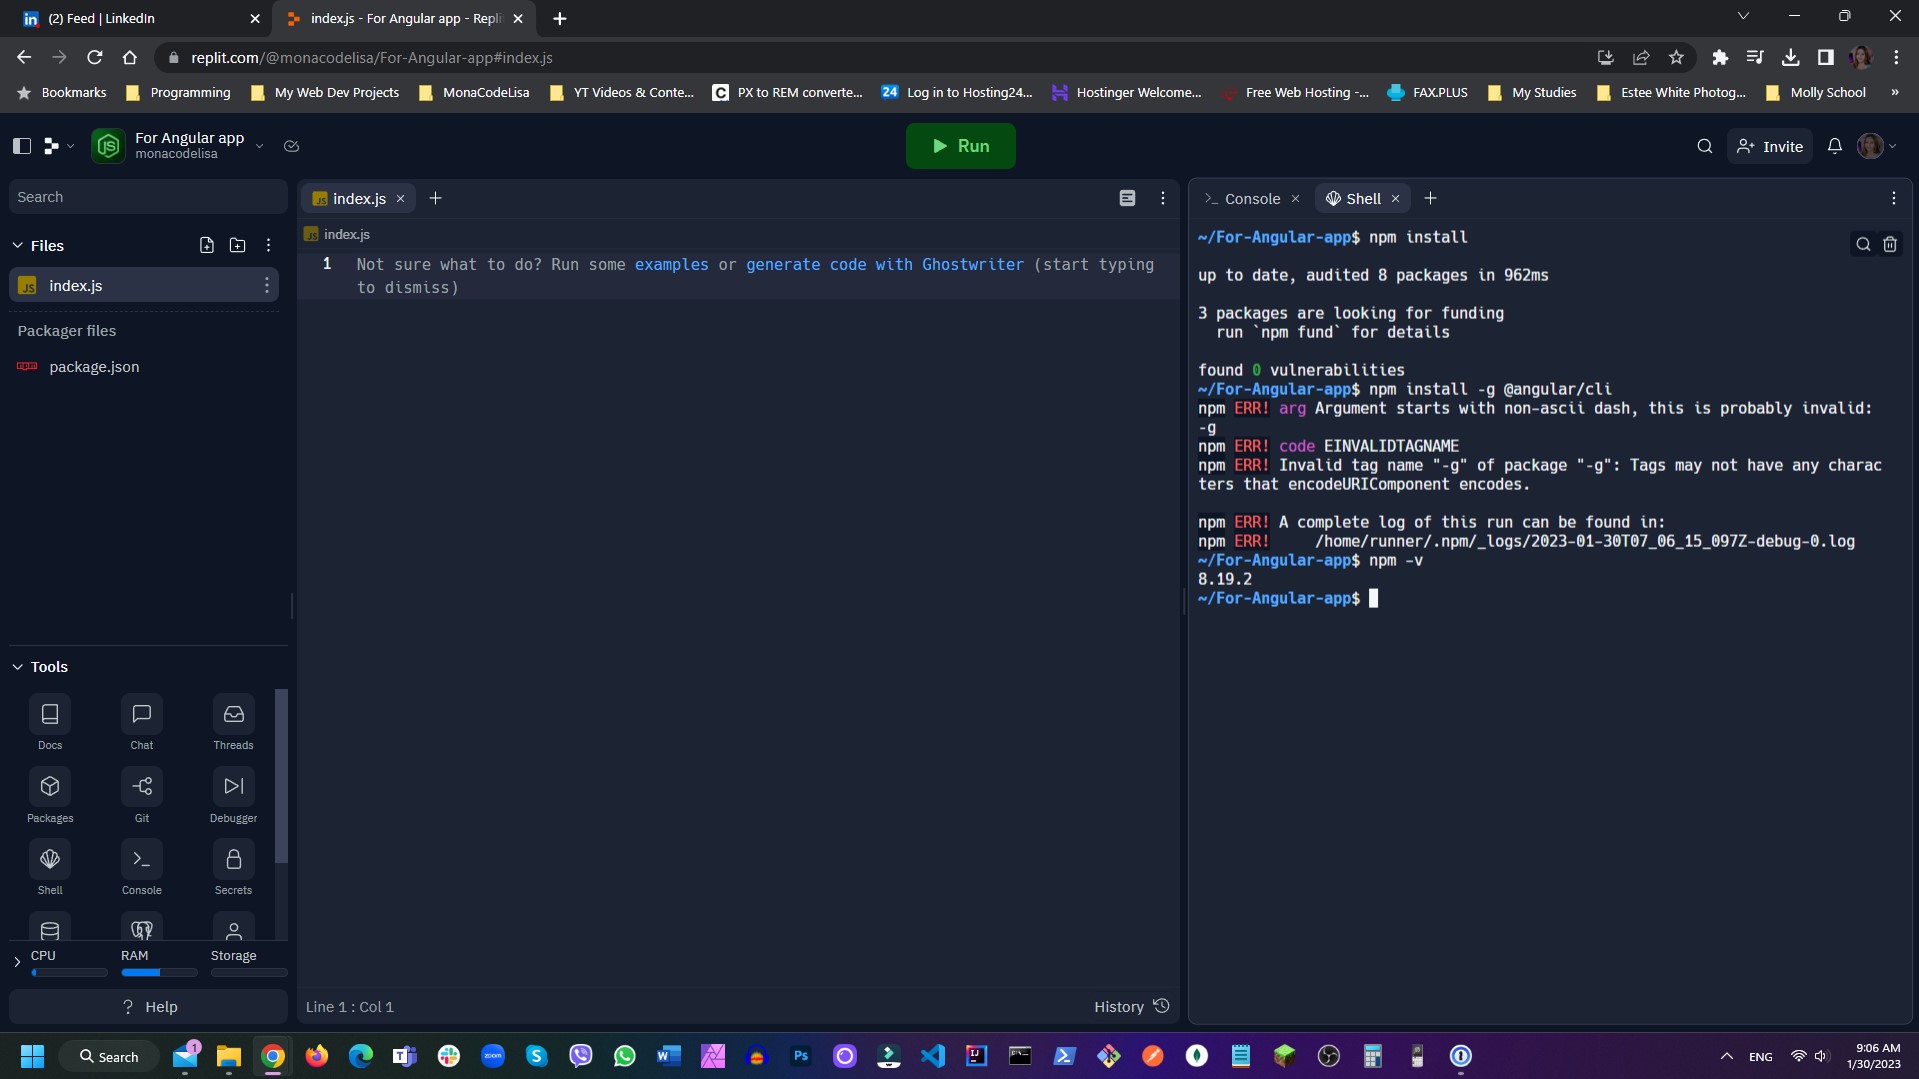 (2) Feed | LinkedIn
index.js - For Angular app - Repli
replit.com/@monacodelisa/For-Angular-app#index.js
Bookmarks
Programming
My Web Dev Projects
MonaCodeLisa
YT Videos & Conte...
PX to REM converte...
Log in to Hosting24...
Hostinger Welcome...
Free Web Hosting -...
FAX.PLUS
My Studies
Estee White Photog...
Molly School
»
For Angular app
monacodelisa
Run
Invite
Search
Files
index.js
Packager files
package.json
Tools
Docs
Chat
Threads
Packages
Git
Debugger
Shell
Console
Secrets
CPU
RAM
Storage
? Help
index.js
index.js
1 Not sure what to do? Run some examples or generate code with Ghostwriter (start typing
to dismiss)
Line 1 : Col 1
History
Console
Shell
~/For-Angular-app$ npm install
up to date, audited 8 packages in 962ms
3 packages are looking for funding
run `npm fund` for details
found 0 vulnerabilities
~/For-Angular-app$ npm install –g @angular/cli
npm ERR! arg Argument starts with non-ascii dash, this is probably invalid:
–g
npm ERR! code EINVALIDTAGNAME
npm ERR! Invalid tag name "–g" of package "–g": Tags may not have any charac
ters that encodeURIComponent encodes.
npm ERR! A complete log of this run can be found in:
npm ERR!     /home/runner/.npm/_logs/2023-01-30T07_06_15_097Z-debug-0.log
~/For-Angular-app$ npm -v
8.19.2
~/For-Angular-app$
Search
1
zoom
ENG
9:06 AM
1/30/2023